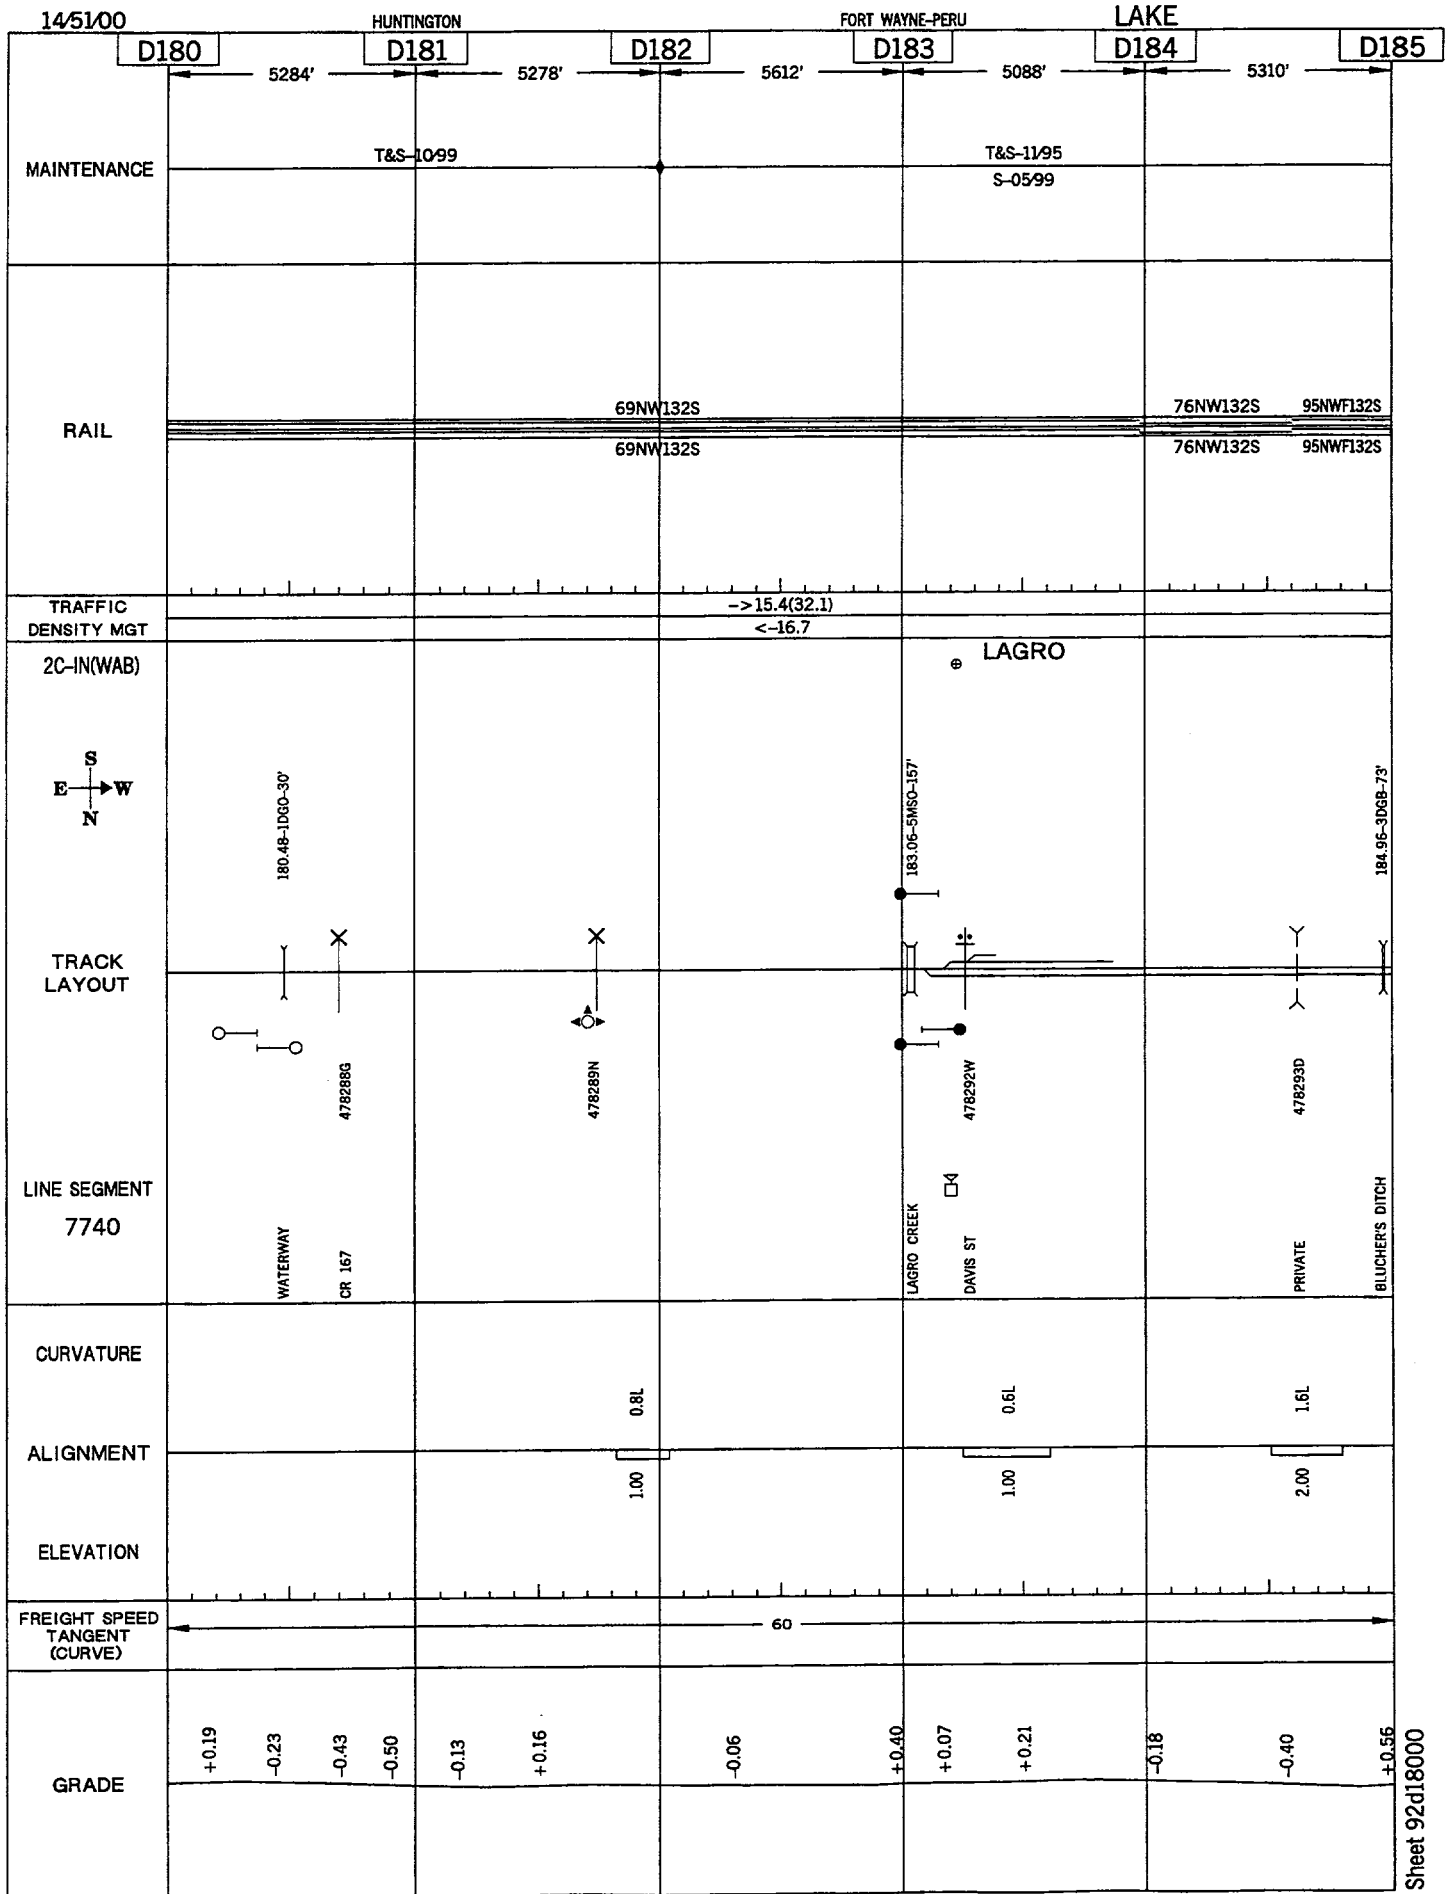 14/51/00
HUNTINGTON
FORT WAYNE-PERU
LAKE
D180
D181
D182
D183
D184
D185
5284'
5278'
5612'
5088'
5310'
MAINTENANCE
T&S-10/99
T&S-11/95
S-05/99
RAIL
69NW132S
76NW132S
95NWF132S
69NW132S
76NW132S
95NWF132S
TRAFFIC
DENSITY MGT
->15.4(32.1)
<-16.7
2C-IN(WAB)
LAGRO
S
E
W
N
180.48-1DGO-30'
183.06-5MSO-157'
184.96-3DGB-73'
TRACK
LAYOUT
478288G
478289N
478292W
478293D
LINE SEGMENT
7740
WATERWAY
CR 167
LAGRO CREEK
DAVIS ST
PRIVATE
BLUCHER'S DITCH
CURVATURE
0.8L
0.6L
1.6L
ALIGNMENT
1.00
1.00
2.00
ELEVATION
FREIGHT SPEED
TANGENT
(CURVE)
60
GRADE
+0.19
-0.23
-0.43
-0.50
-0.13
+0.16
-0.06
+0.40
+0.07
+0.21
-0.18
-0.40
+0.56
Sheet 92d18000